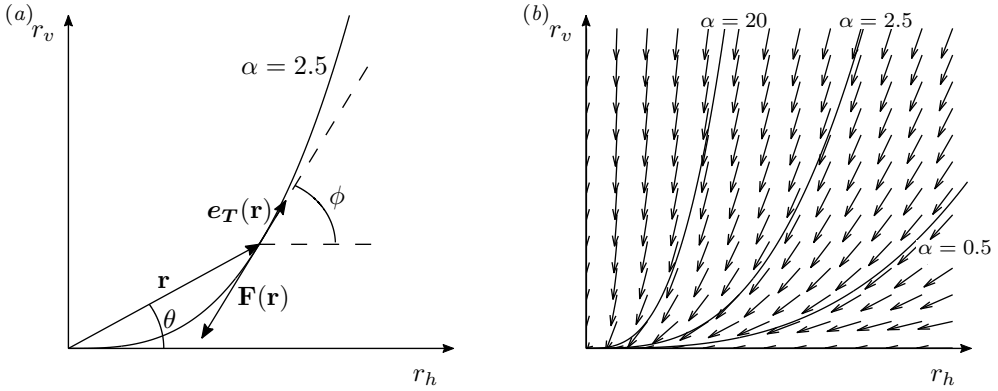 (a)
r_v
α = 2.5
e_T(r)
ϕ
r
F(r)
θ
r_h
(b)
r_v
α = 20
α = 2.5
α = 0.5
r_h